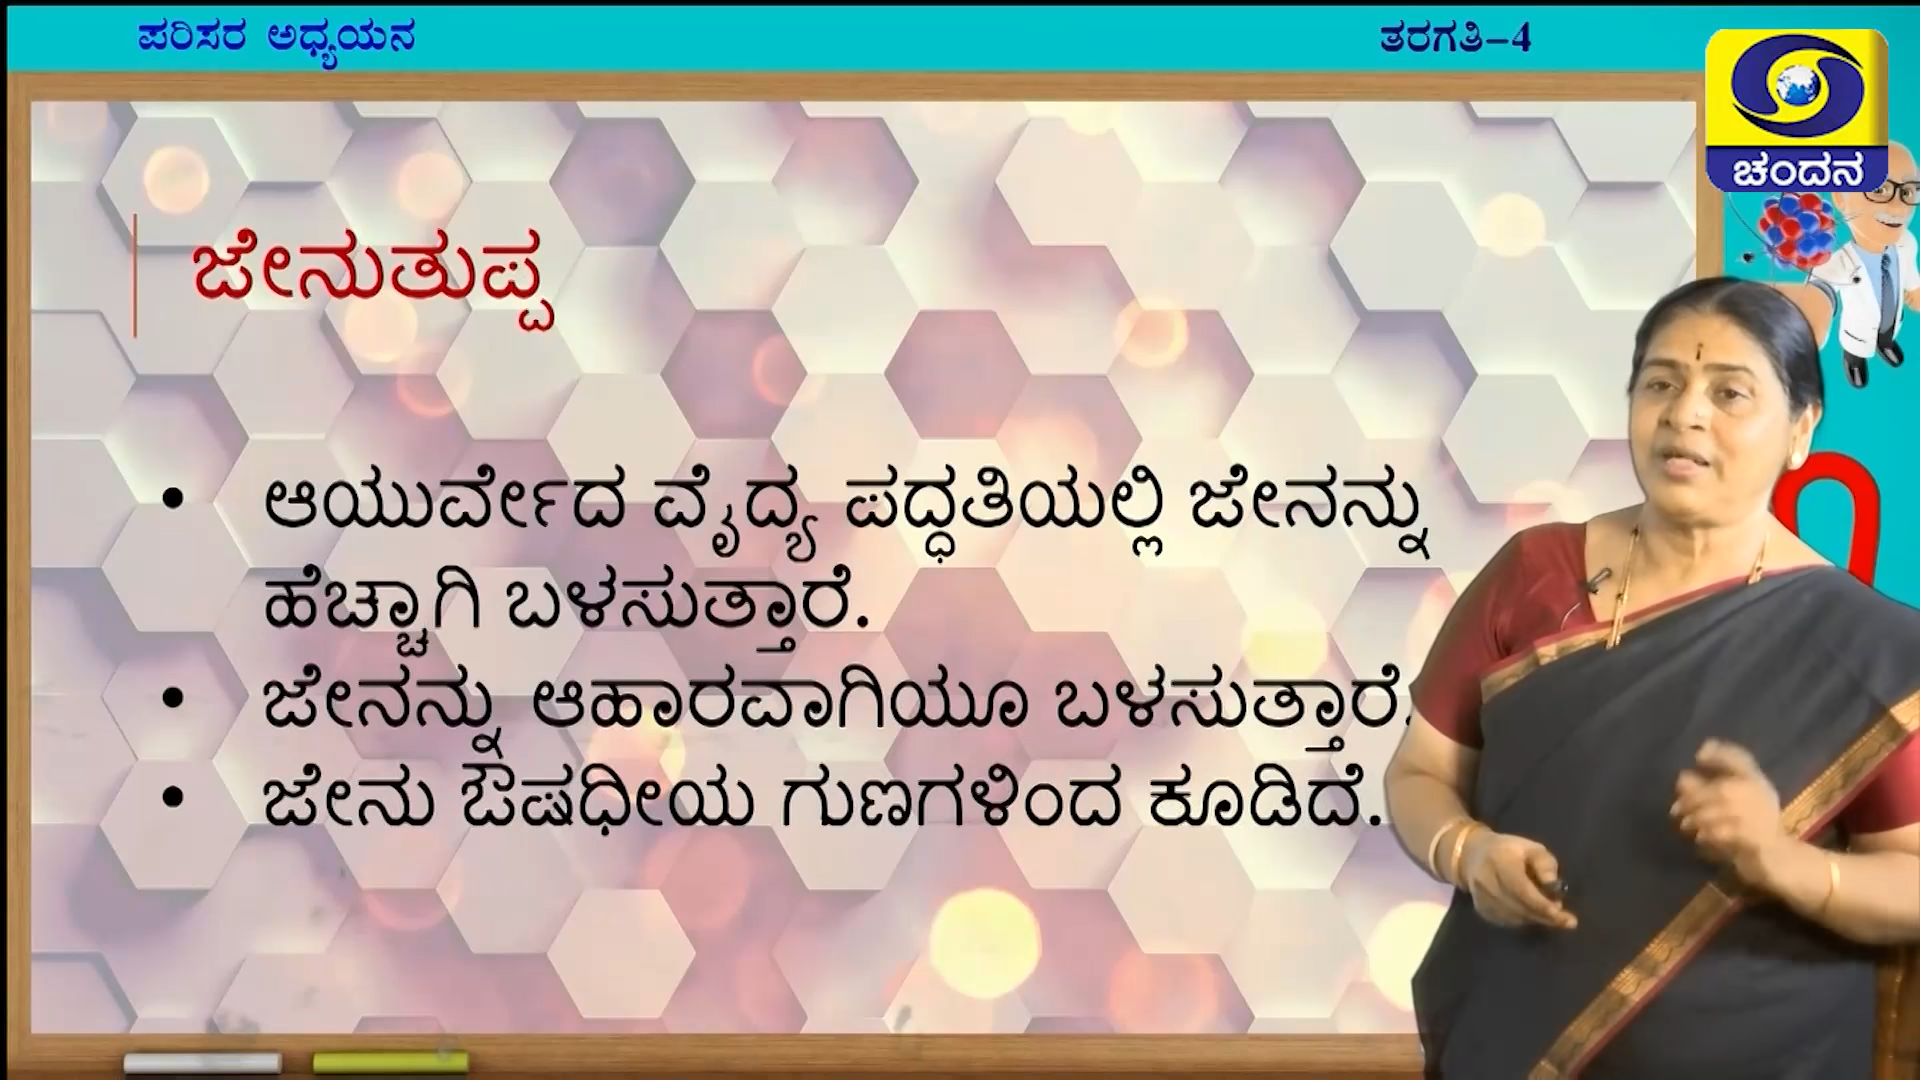 ಪರಿಸರ ಅಧ್ಯಯನ
ತರಗತಿ-4
ಚಂದನ
ಜೇನುತುಪ್ಪ
• ಆಯುರ್ವೇದ ವೈದ್ಯ ಪದ್ಧತಿಯಲ್ಲಿ ಜೇನನ್ನು
ಹೆಚ್ಚಾಗಿ ಬಳಸುತ್ತಾರೆ.
• ಜೇನನ್ನು ಆಹಾರವಾಗಿಯೂ ಬಳಸುತ್ತಾರೆ.
• ಜೇನು ಔಷಧೀಯ ಗುಣಗಳಿಂದ ಕೂಡಿದೆ.